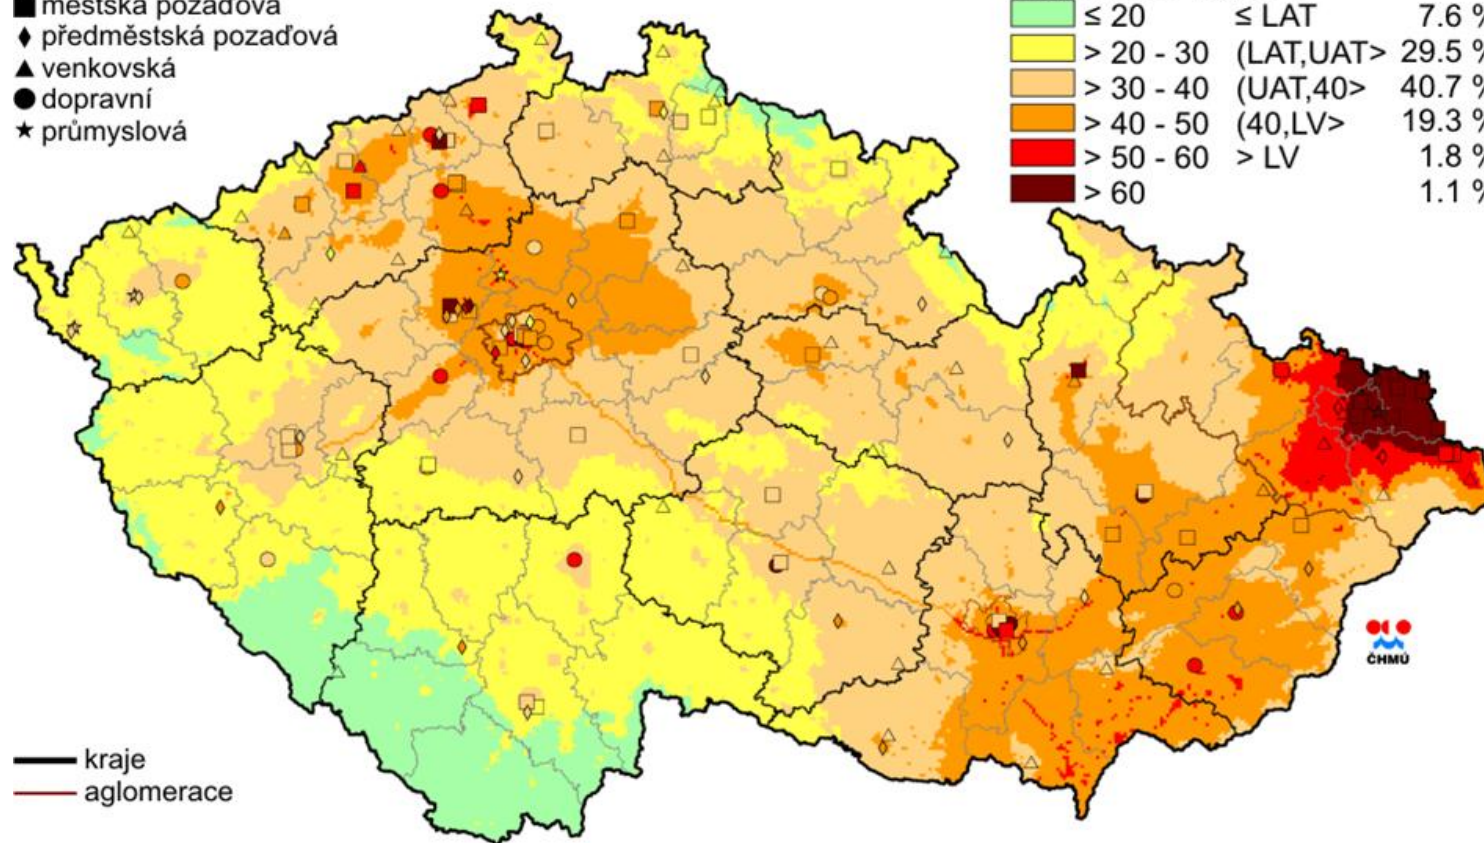 městská pozaďová
předměstská pozaďová
venkovská
dopravní
průmyslová
≤ 20 ≤ LAT 7.6 %
> 20 - 30 (LAT,UAT> 29.5 %
> 30 - 40 (UAT,40> 40.7 %
> 40 - 50 (40,LV> 19.3 %
> 50 - 60 > LV 1.8 %
> 60 1.1 %
ČHMÚ
kraje
aglomerace